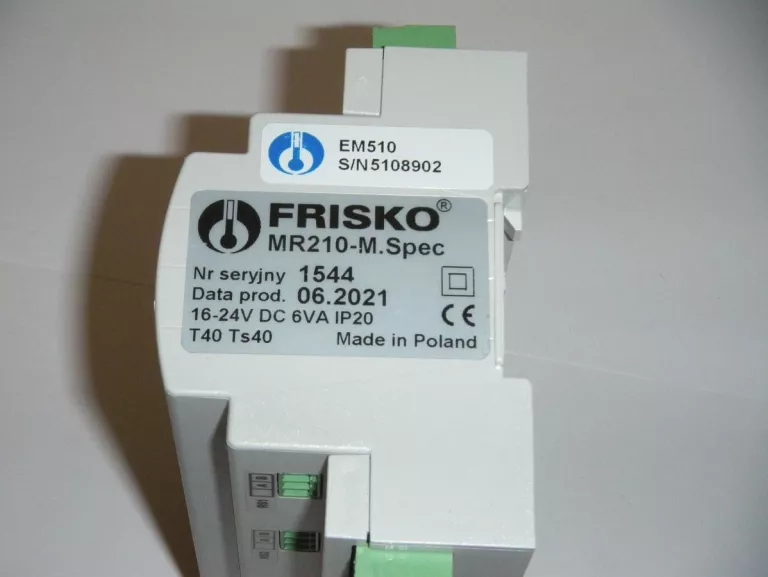 EM510
S/N5108902
FRISKO®
MR210-M.Spec
Nr seryjny 1544
Data prod. 06.2021
16-24V DC 6VA IP20
T40 Ts40 Made in Poland
CE